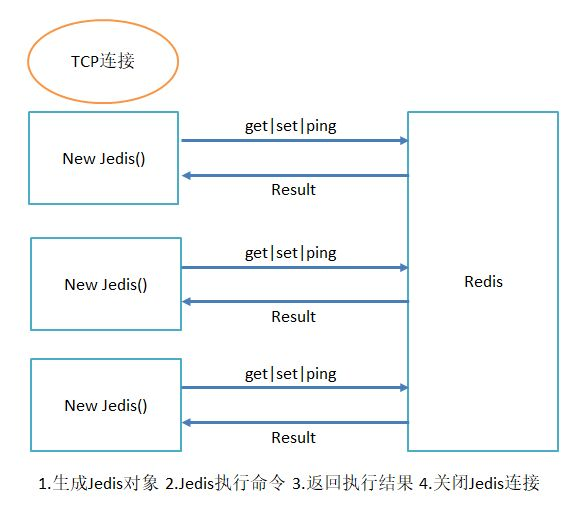 TCP连接
New Jedis()
get|set|ping
Result
New Jedis()
get|set|ping
Result
Redis
New Jedis()
get|set|ping
Result
1.生成Jedis对象 2.Jedis执行命令 3.返回执行结果 4.关闭Jedis连接